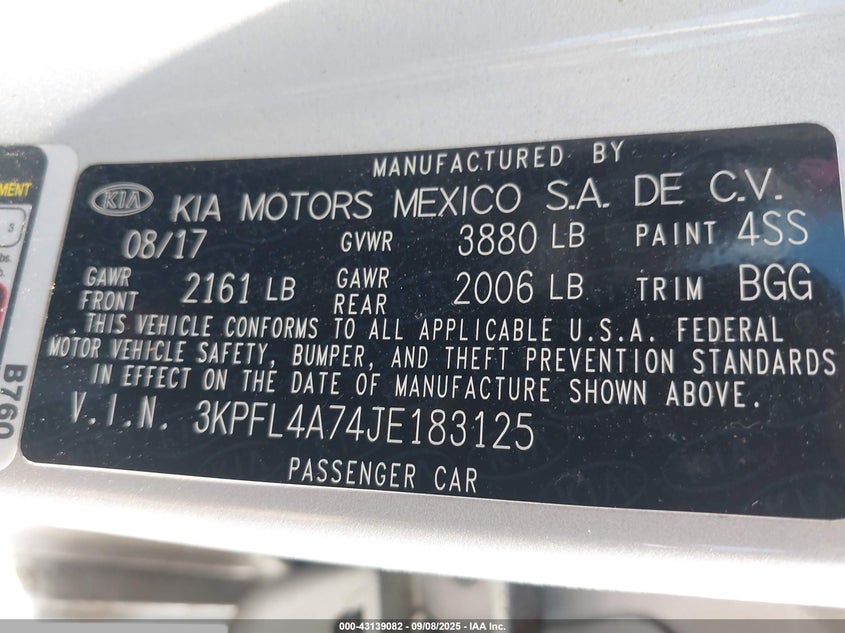 MANUFACTURED BY
KIA KIA MOTORS MEXICO S.A. DE C.V.
08/17 GVWR 3880 LB PAINT 4SS
GAWR FRONT 2161 LB GAWR REAR 2006 LB TRIM BGG
THIS VEHICLE CONFORMS TO ALL APPLICABLE U.S.A. FEDERAL
MOTOR VEHICLE SAFETY, BUMPER, AND THEFT PREVENTION STANDARDS
IN EFFECT ON THE DATE OF MANUFACTURE SHOWN ABOVE.
V.I.N. 3KPFL4A74JE183125
PASSENGER CAR
B760
000-43139082 - 09/08/2025 - IAA Inc.